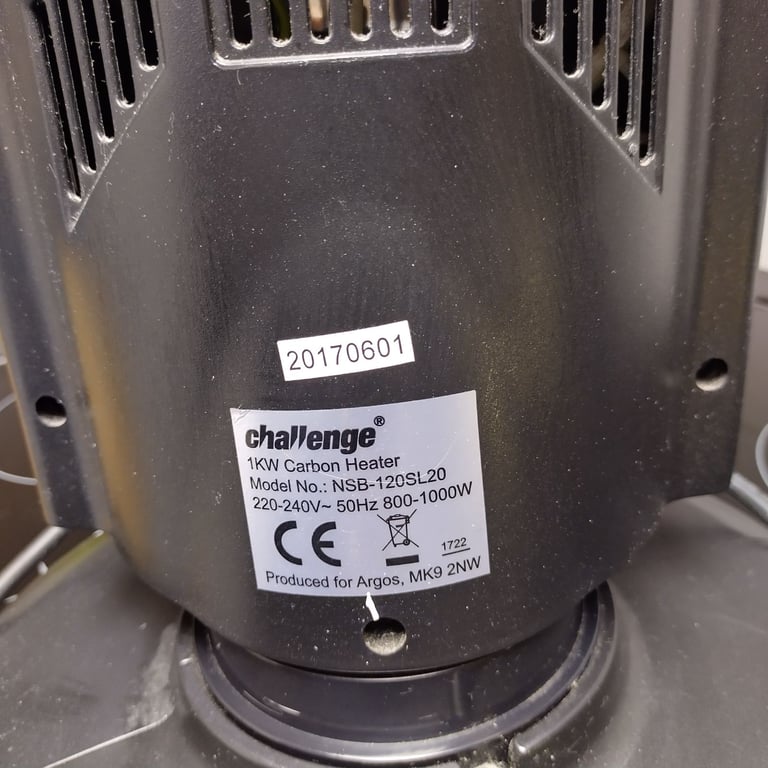 20170601
challenge®
1KW Carbon Heater
Model No.: NSB-120SL20
220-240V~ 50Hz 800-1000W
CE
1722
Produced for Argos, MK9 2NW